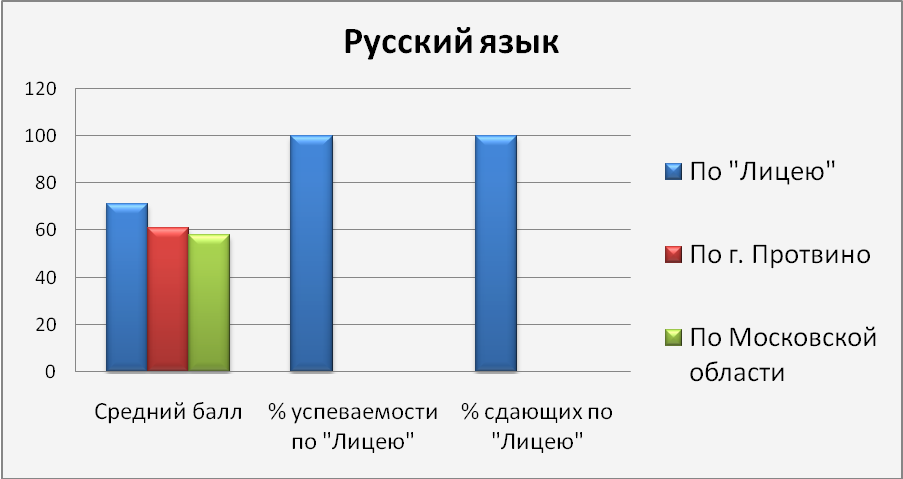 Русский язык
120
100
80
60
40
20
0
Средний балл
% успеваемости
по "Лицею"
% сдающих по
"Лицею"
По "Лицею"
По г. Протвино
По Московской
области